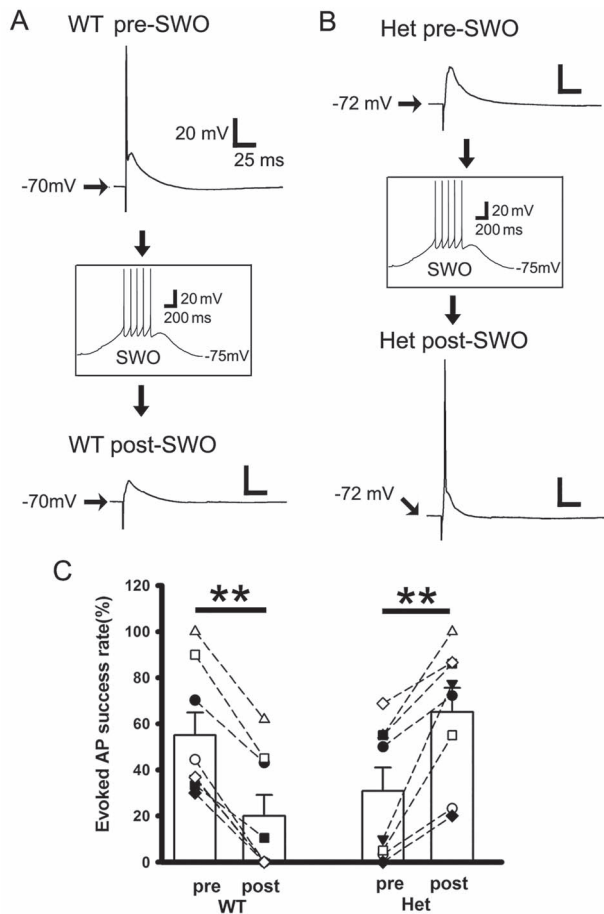 A
WT pre-SWO
20 mV
25 ms
-70mV
20 mV
200 ms
SWO
-75mV
WT post-SWO
-70mV
B
Het pre-SWO
-72 mV
20 mV
200 ms
SWO
-75mV
Het post-SWO
-72 mV
C
Evoked AP success rate(%)
120
100
80
60
40
20
0
**
**
pre post pre post
WT Het